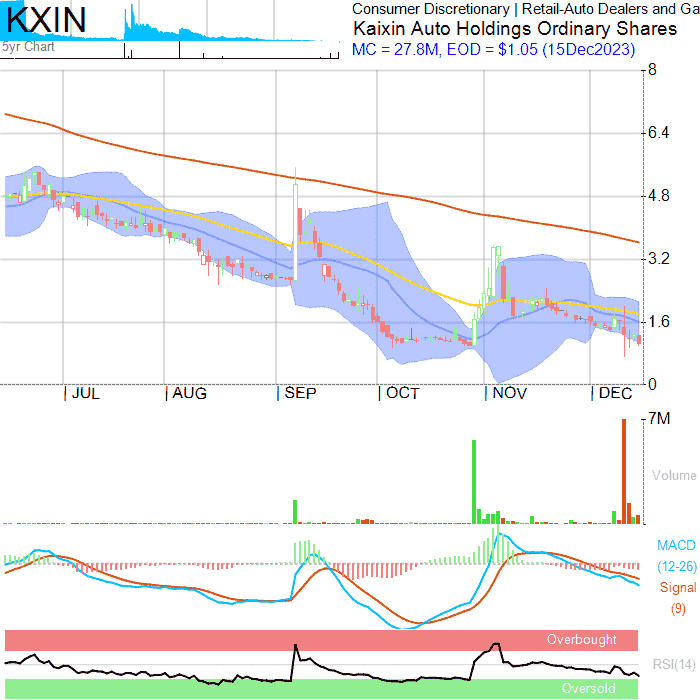 KXIN
5yr Chart
Consumer Discretionary | Retail-Auto Dealers and Ga
Kaixin Auto Holdings Ordinary Shares
MC = 27.8M, EOD = $1.05 (15Dec2023)
8
6.4
4.8
3.2
1.6
0
JUL AUG SEP OCT NOV DEC
7M
Volume
MACD
(12-26)
Signal
(9)
Overbought
RSI(14)
Oversold